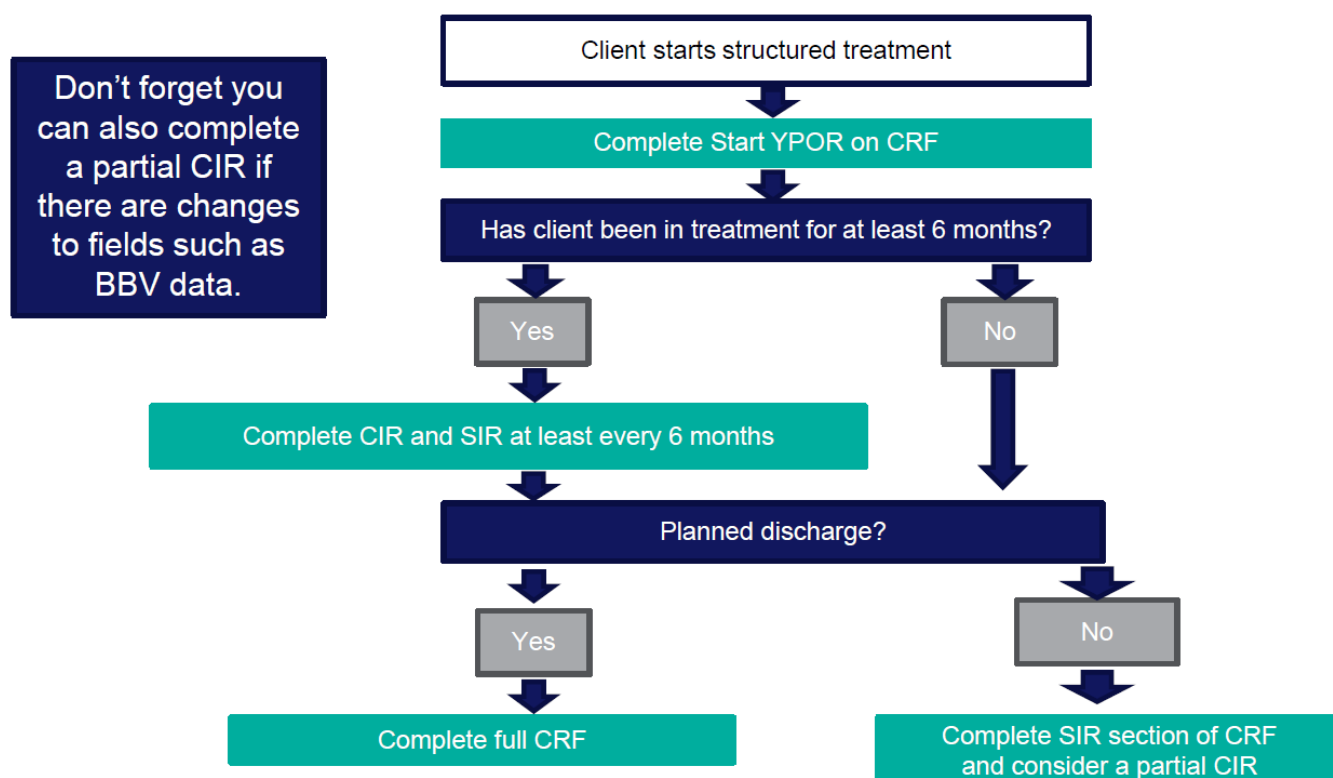 Client starts structured treatment
Don’t forget you
can also complete
a partial CIR if
there are changes
to fields such as
BBV data.
Complete Start YPOR on CRF
Has client been in treatment for at least 6 months?
Yes
No
Complete CIR and SIR at least every 6 months
Planned discharge?
Yes
No
Complete full CRF
Complete SIR section of CRF
and consider a partial CIR